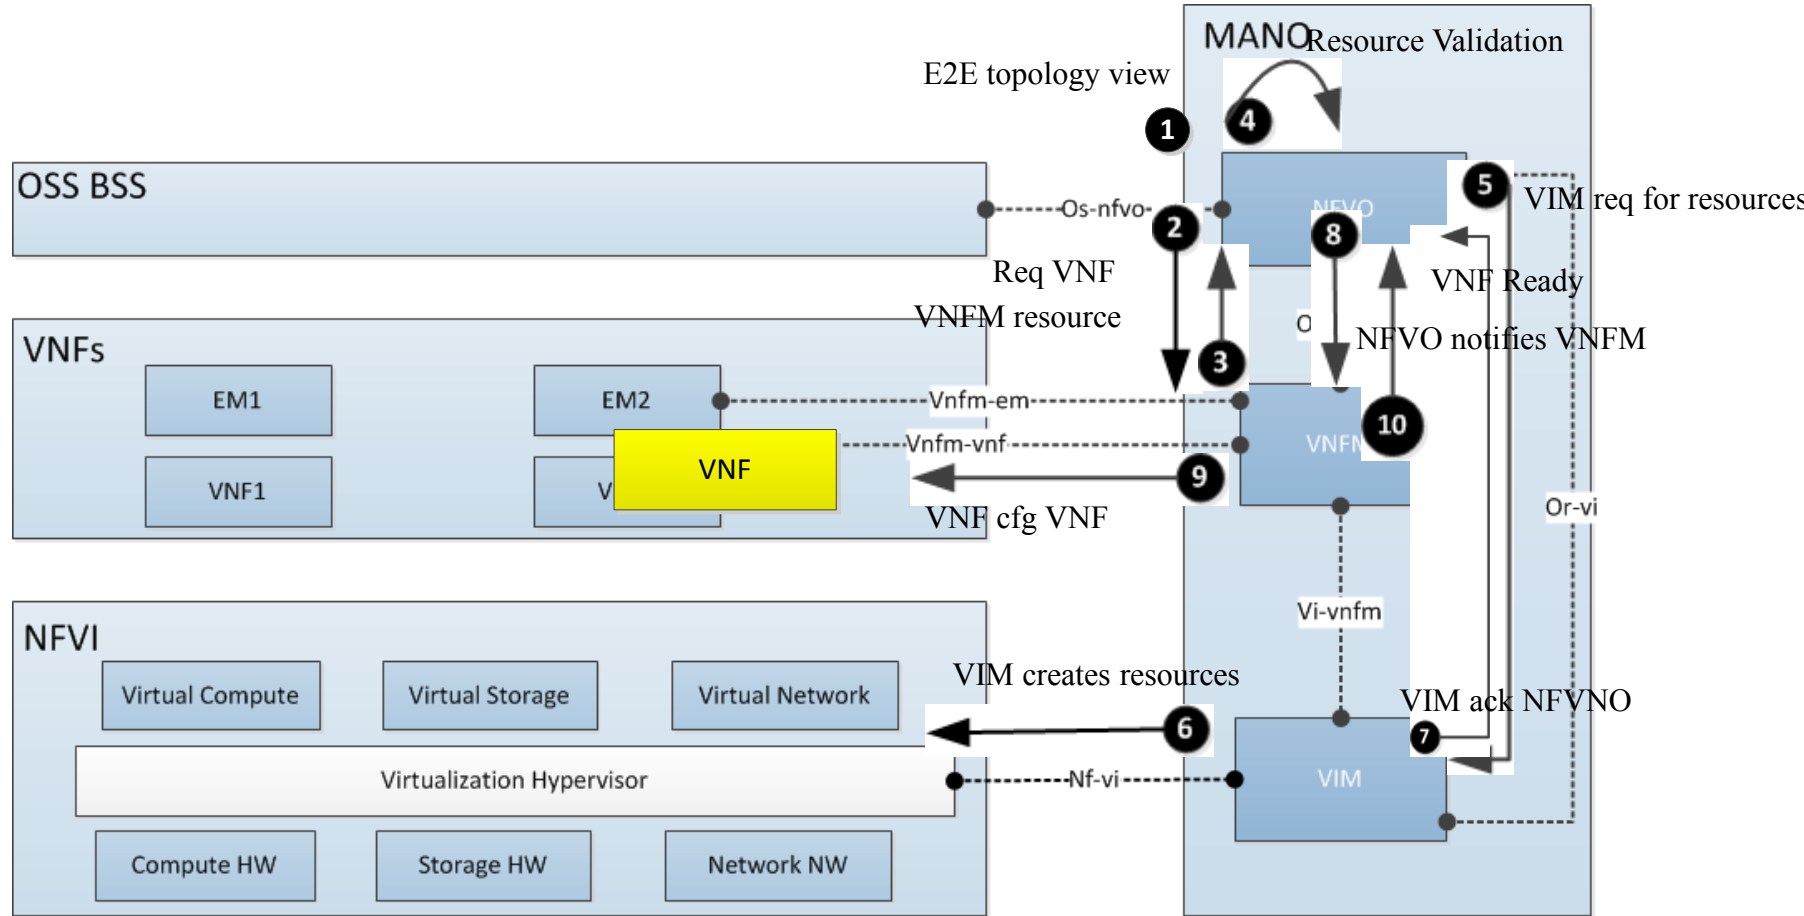 MANO
Resource Validation
E2E topology view
1
4
OSS BSS
5
VIM req for resources
Os-nfvo
NFVO
2
8
Req VNF
VNF Ready
VNFM resource
O
NFVO notifies VNFM
VNFs
3
EM1
EM2
Vnfm-em
10
Vnfm-vnf
VNFM
VNF
9
VNF1
V
VNF cfg VNF
Or-vi
Vi-vnfm
NFVI
VIM creates resources
Virtual Compute
Virtual Storage
Virtual Network
VIM ack NFVNO
6
7
Virtualization Hypervisor
Nf-vi
VIM
Compute HW
Storage HW
Network NW